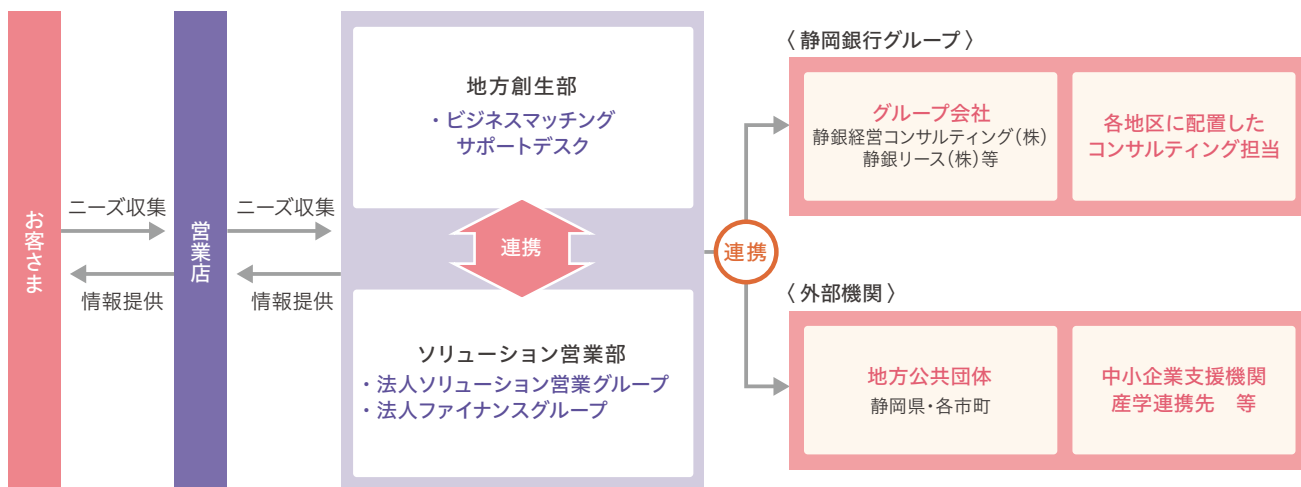 お客さま
ニーズ収集
情報提供
営業店
ニーズ収集
情報提供
地方創生部
・ビジネスマッチング
サポートデスク
連携
ソリューション営業部
・法人ソリューション営業グループ
・法人ファイナンスグループ
連携
〈静岡銀行グループ〉
グループ会社
静銀経営コンサルティング(株)
静銀リース(株)等
各地区に配置した
コンサルティング担当
〈外部機関〉
地方公共団体
静岡県・各市町
中小企業支援機関
産学連携先　等